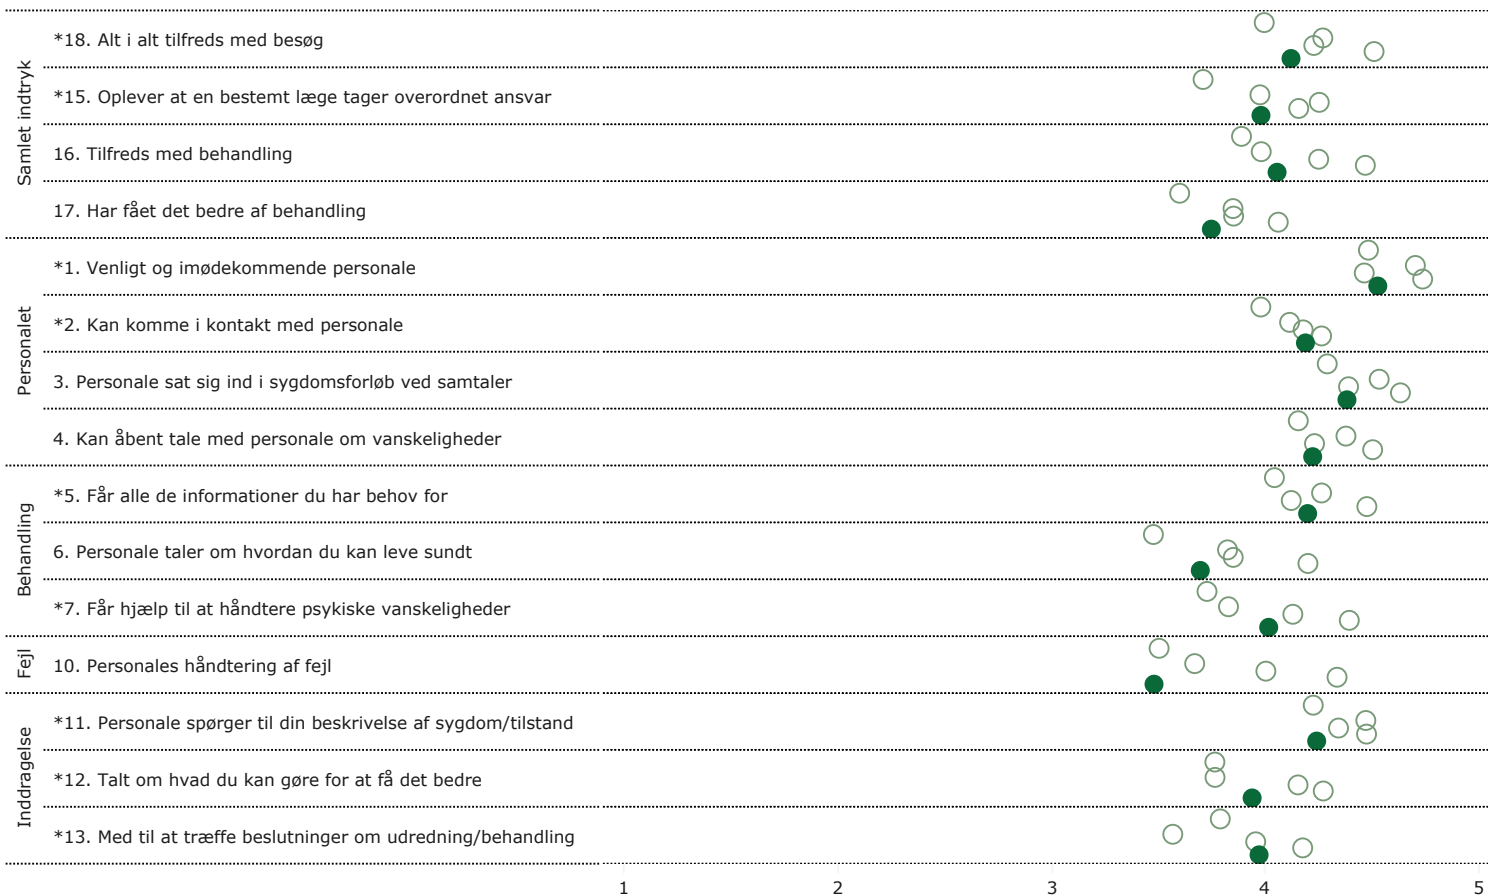 Samlet indtryk
*18. Alt i alt tilfreds med besøg
*15. Oplever at en bestemt læge tager overordnet ansvar
16. Tilfreds med behandling
17. Har fået det bedre af behandling
Personalet
*1. Venligt og imødekommende personale
*2. Kan komme i kontakt med personale
3. Personale sat sig ind i sygdomsforløb ved samtaler
4. Kan åbent tale med personale om vanskeligheder
Behandling
*5. Får alle de informationer du har behov for
6. Personale taler om hvordan du kan leve sundt
*7. Får hjælp til at håndtere psykiske vanskeligheder
Fejl
10. Personales håndtering af fejl
Inddragelse
*11. Personale spørger til din beskrivelse af sygdom/tilstand
*12. Talt om hvad du kan gøre for at få det bedre
*13. Med til at træffe beslutninger om udredning/behandling
1 2 3 4 5